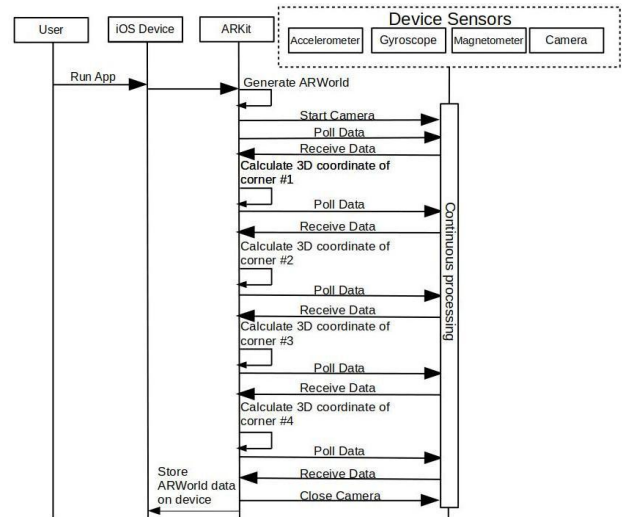 Device Sensors
User
iOS Device
ARKit
Accelerometer
Gyroscope
Magnetometer
Camera
Run App
Generate ARWorld
Start Camera
Poll Data
Receive Data
Calculate 3D coordinate of
corner #1
Poll Data
Receive Data
Calculate 3D coordinate of
corner #2
Poll Data
Receive Data
Calculate 3D coordinate of
corner #3
Poll Data
Receive Data
Calculate 3D coordinate of
corner #4
Poll Data
Receive Data
Close Camera
Store
ARWorld data
on device
Continuous processing